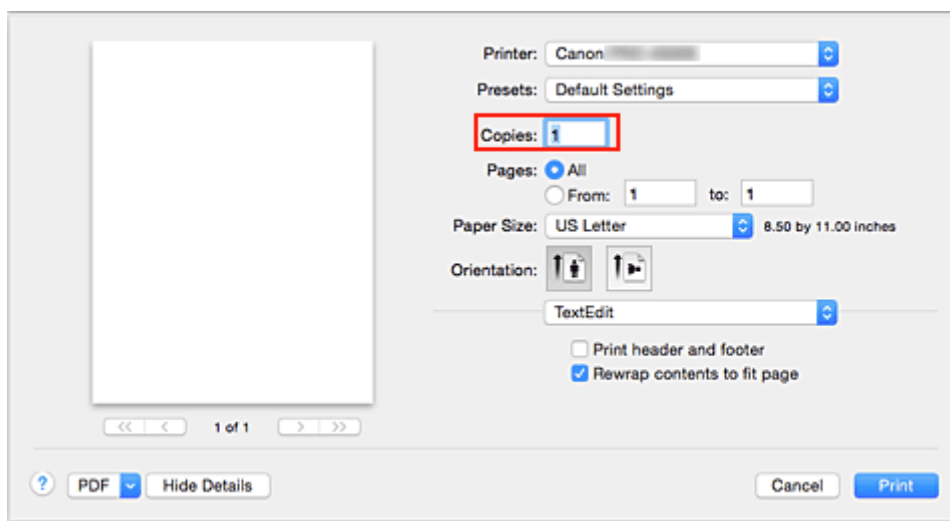 Printer: Canon
Presets: Default Settings
Copies: 1
Pages: All
From: 1 to: 1
Paper Size: US Letter 8.50 by 11.00 inches
Orientation:
TextEdit
Print header and footer
Rewrap contents to fit page
<< < 1 of 1 > >>
? PDF Hide Details Cancel Print